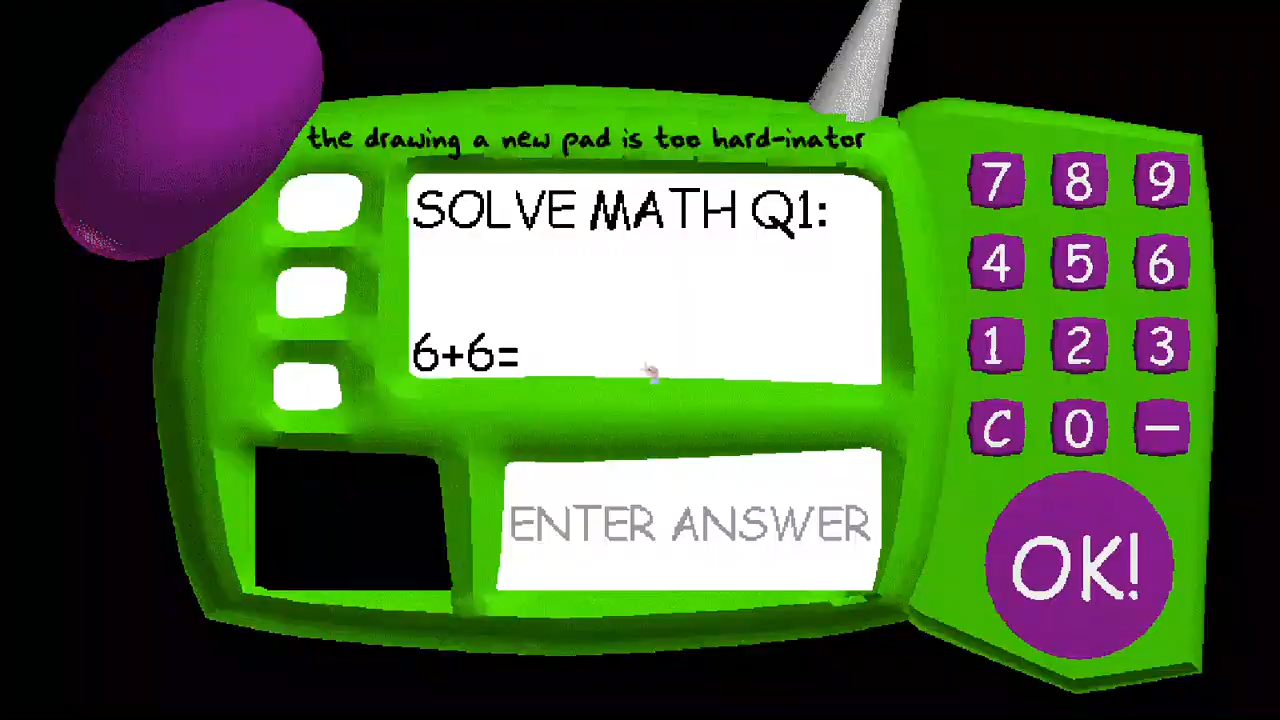 the drawing a new pad is too hard-inator
SOLVE MATH Q1:
6+6=
ENTER ANSWER
7 8 9
4 5 6
1 2 3
C 0 —
OK!